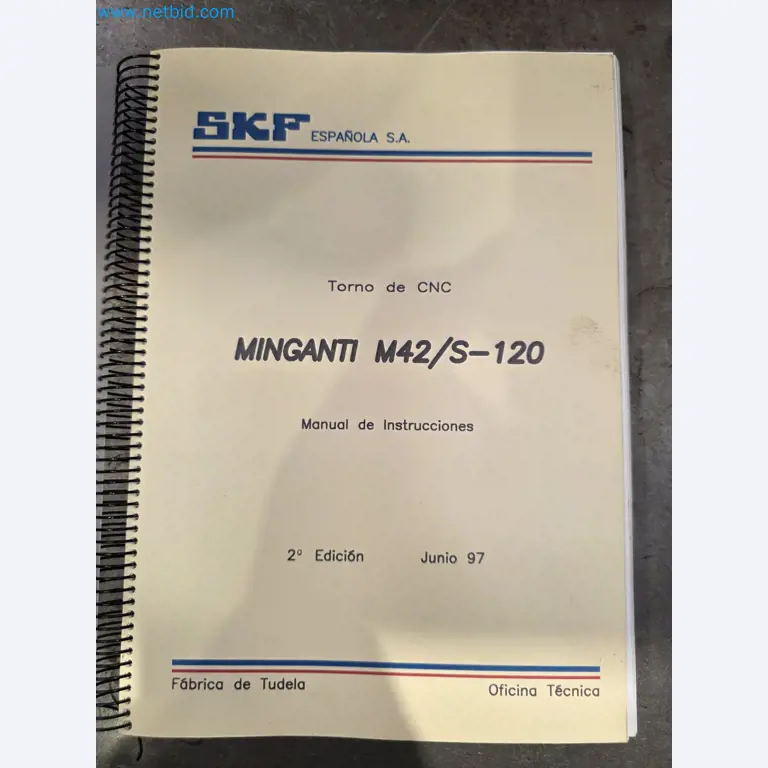 www.netbid.com
SKF ESPAÑOLA S.A.
Torno de CNC
MINGANTI M42/S-120
Manual de Instrucciones
2ª Edición Junio 97
Fábrica de Tudela
Oficina Técnica